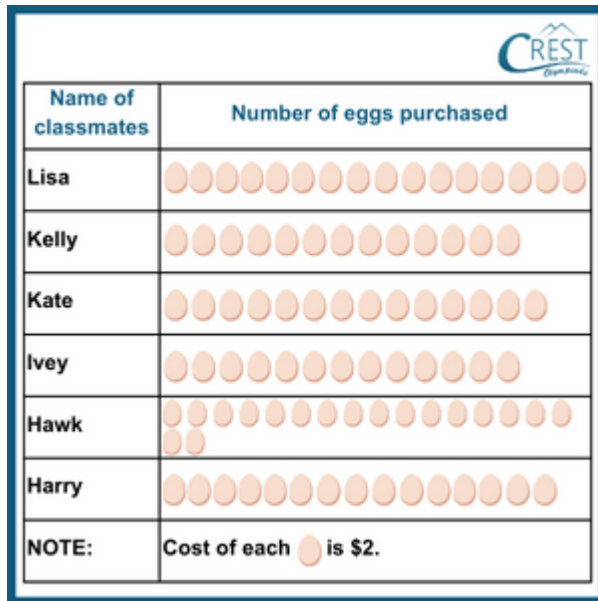 CREST
Olympiads
Name of
classmates
Number of eggs purchased
Lisa
Kelly
Kate
Ivey
Hawk
Harry
NOTE:
Cost of each is $2.